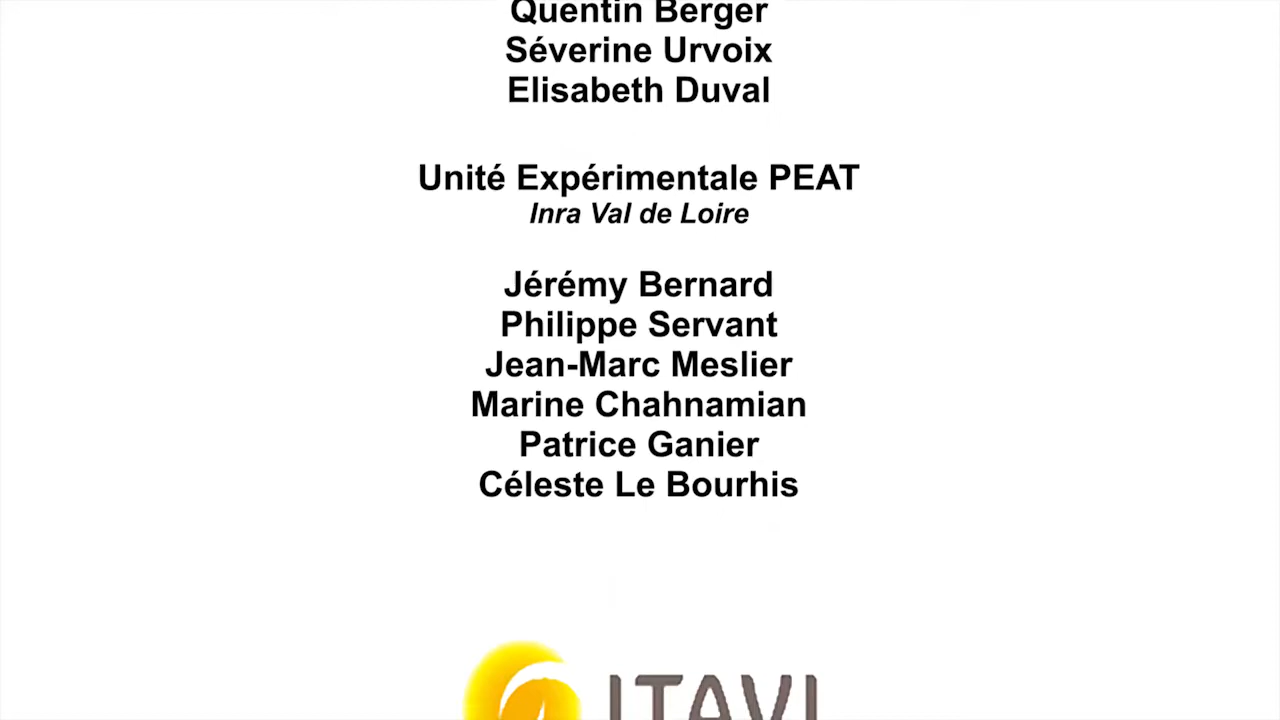 Quentin Berger
Séverine Urvoix
Elisabeth Duval
Unité Expérimentale PEAT
Inra Val de Loire
Jérémy Bernard
Philippe Servant
Jean-Marc Meslier
Marine Chahnamian
Patrice Ganier
Céleste Le Bourhis
ITAVI